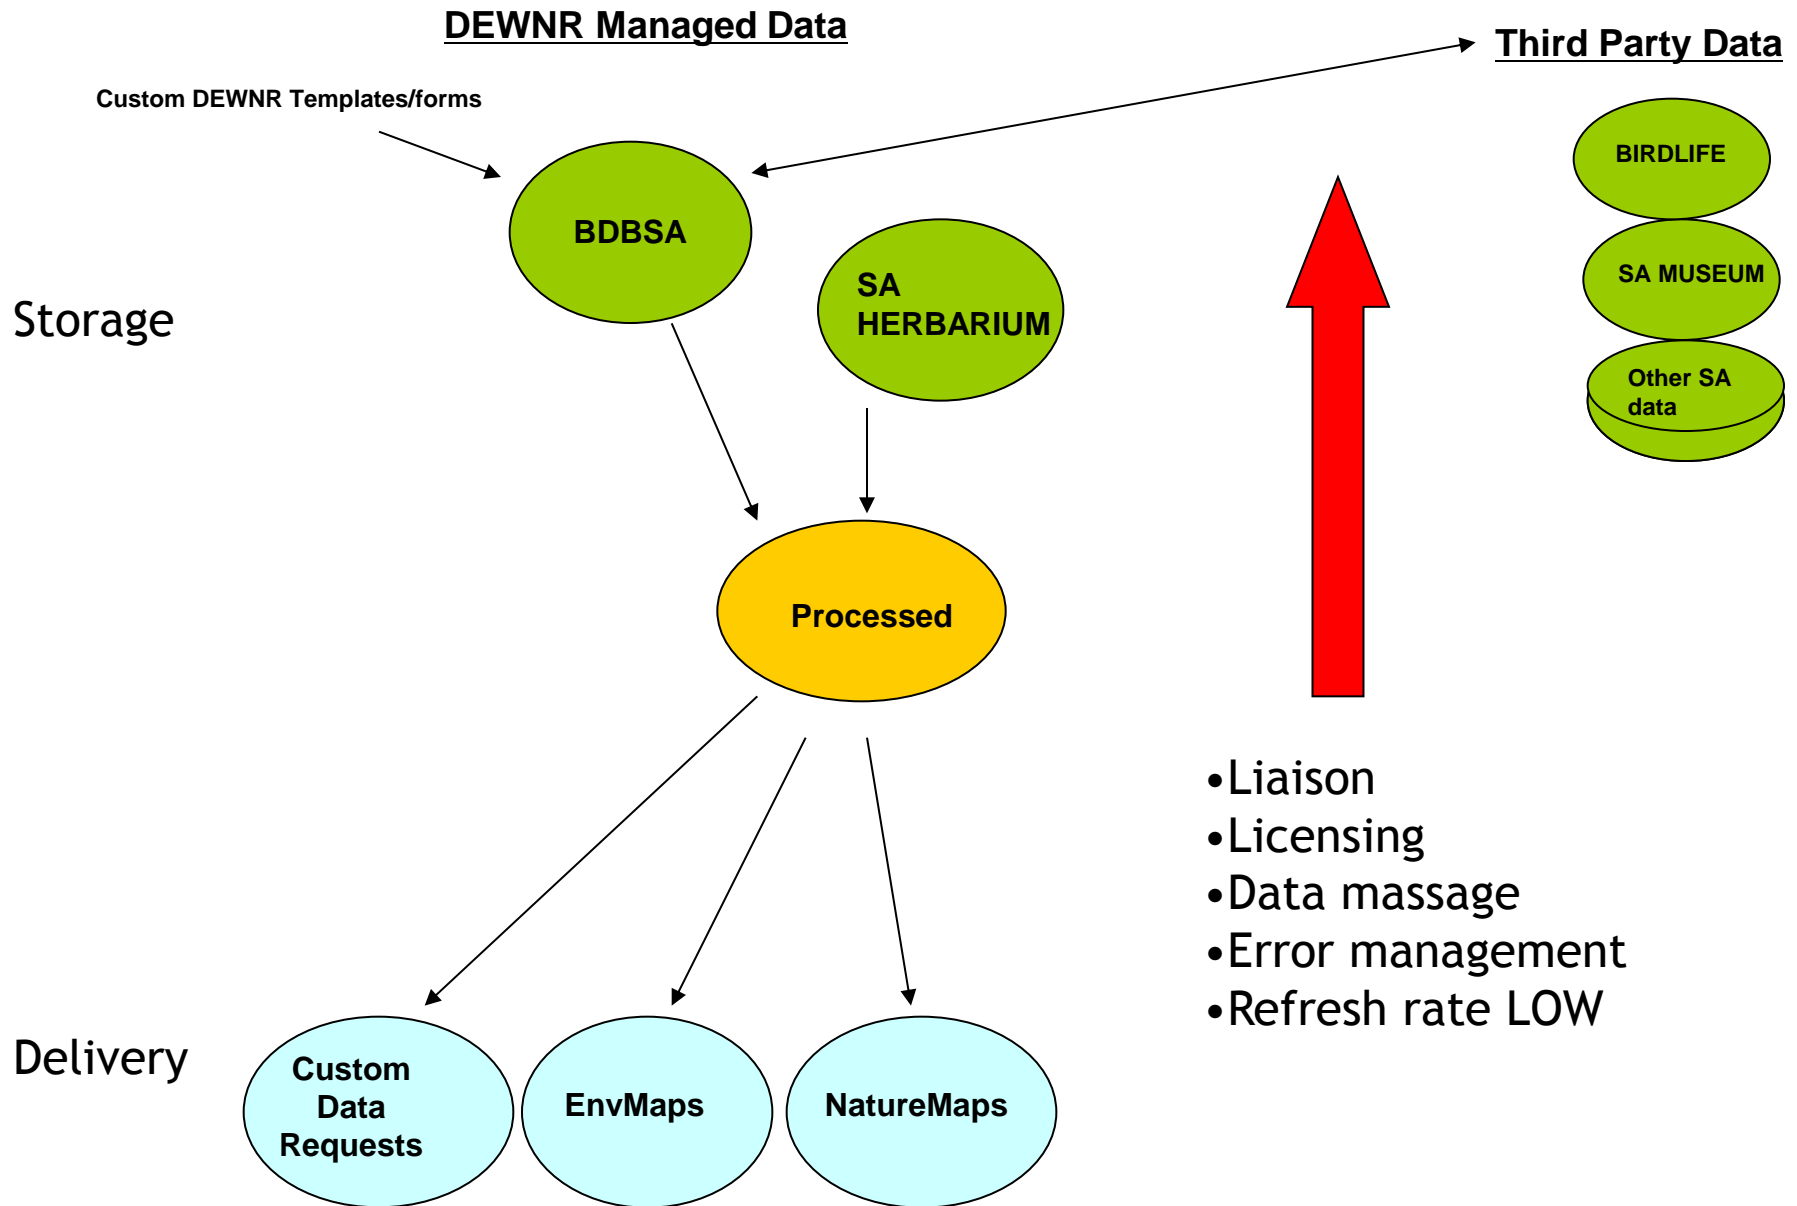 DEWNR Managed Data
Third Party Data
Custom DEWNR Templates/forms
BIRDLIFE
BDBSA
SA MUSEUM
SA
HERBARIUM
Storage
Other SA
data
Processed
•Liaison
•Licensing
•Data massage
•Error management
•Refresh rate LOW
Delivery
Custom
Data
Requests
EnvMaps
NatureMaps